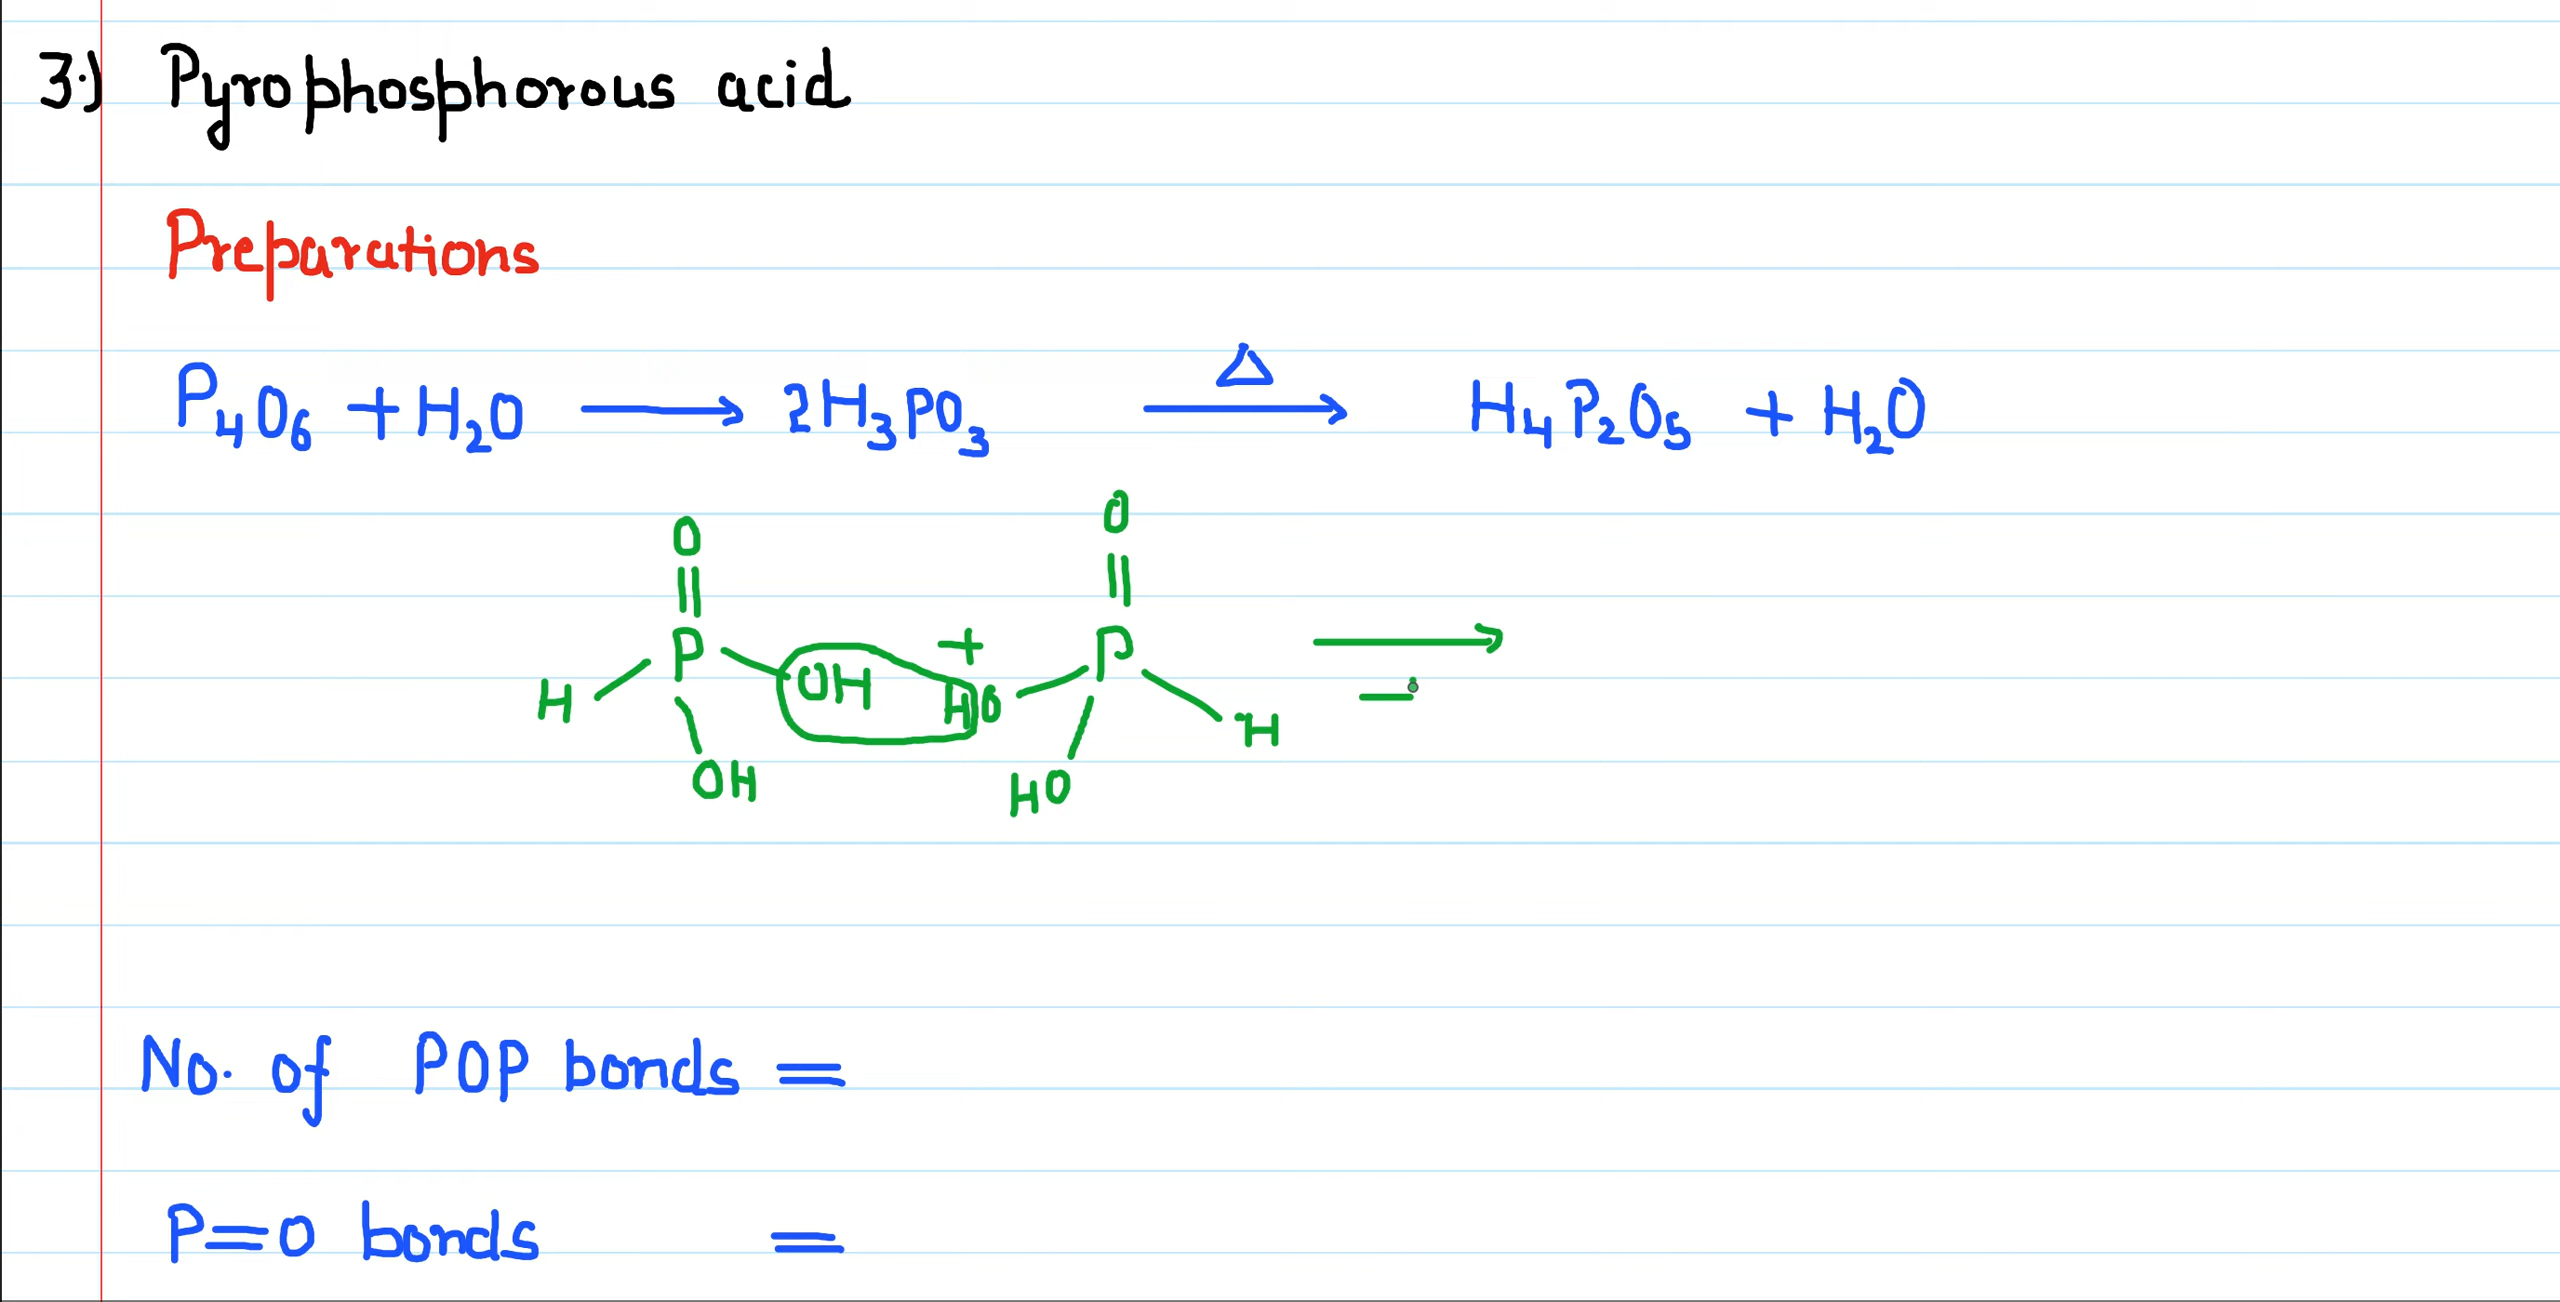 3.) Pyrophosphorous acid
Preparations
P₄O₆ + H₂O ⟶ 2H₃PO₃ ⟶ Δ H₄P₂O₅ + H₂O
O O
|| ||
H P OH + HO P H ⟶
OH HO
No. of POP bonds =
P=O bonds =